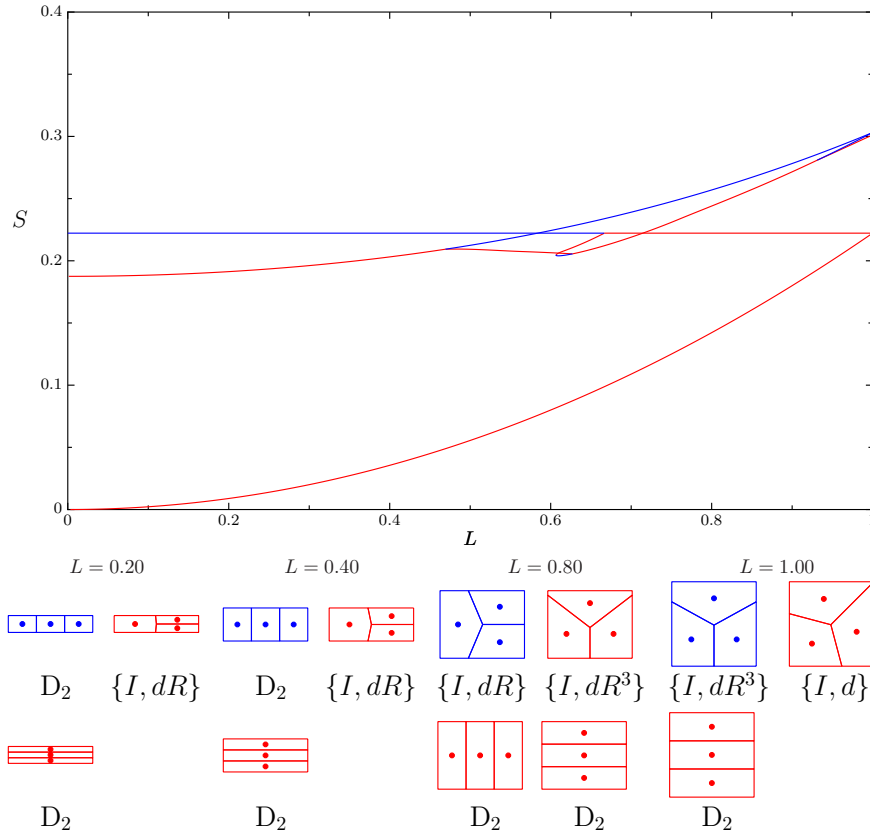 0.4
0.3
S
0.2
0.1
0
0 0.2 0.4 0.6 0.8 1
L
L = 0.20 L = 0.40 L = 0.80 L = 1.00
D₂ {I, dR} D₂ {I, dR} {I, dR} {I, dR³} {I, dR³} {I, d}
D₂ D₂ D₂ D₂ D₂